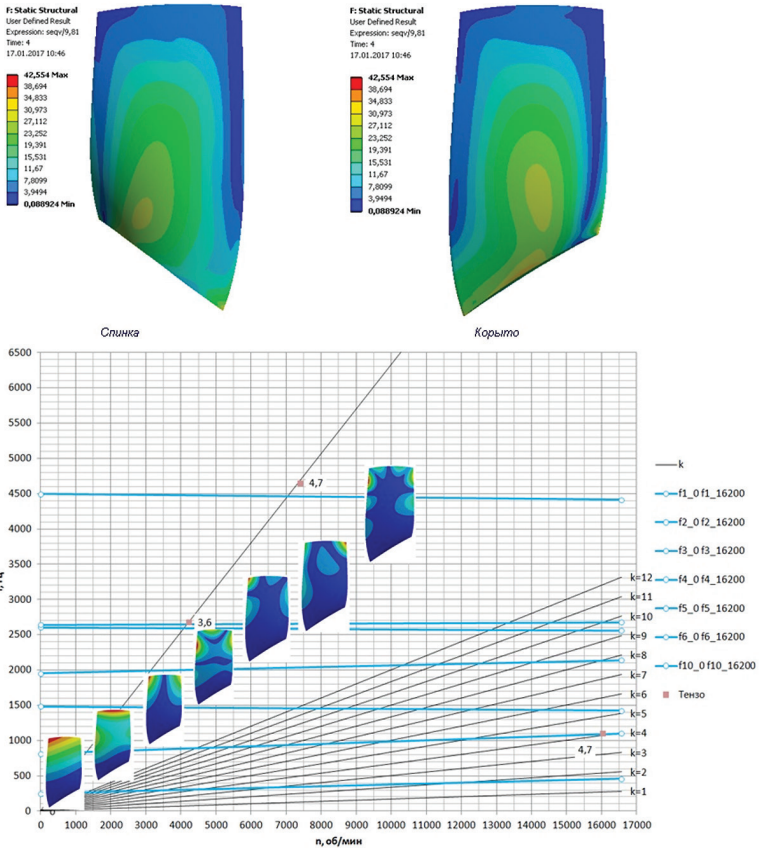 F: Static Structural
User Defined Result
Expression: seqv/9,81
Time: 4
17.01.2017 10:46
42,554 Max
38,694
34,833
30,973
27,112
23,252
19,391
15,531
11,67
7,8099
3,9494
0,088924 Min
F: Static Structural
User Defined Result
Expression: seqv/9,81
Time: 4
17.01.2017 10:46
42,554 Max
38,694
34,833
30,973
27,112
23,252
19,391
15,531
11,67
7,8099
3,9494
0,088924 Min
Спинка
Корыто
6500
6000
5500
5000
4500
4000
3500
3000
2500
2000
1500
1000
500
0
4,7
3,6
4,7
k=12
k=11
k=10
k=9
k=8
k=7
k=6
k=5
k=4
k=3
k=2
k=1
k
f1_0 f1_16200
f2_0 f2_16200
f3_0 f3_16200
f4_0 f4_16200
f5_0 f5_16200
f6_0 f6_16200
f10_0 f10_16200
Тензо
0 1000 2000 3000 4000 5000 6000 7000 8000 9000 10000 11000 12000 13000 14000 15000 16000 17000
n, об/мин